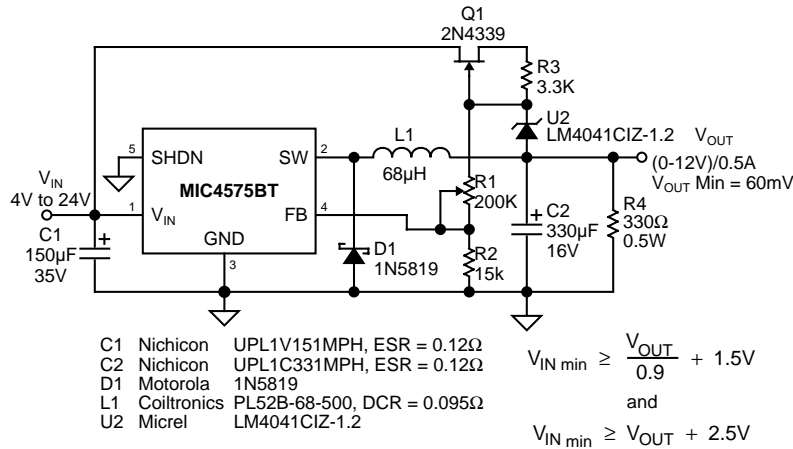 Q1
2N4339
R3
3.3K
U2
LM4041CIZ-1.2
VOUT
(0-12V)/0.5A
VOUT Min = 60mV
L1
68µH
VIN
4V to 24V
5
SHDN
SW
2
MIC4575BT
1
VIN
FB
4
GND
3
R1
200K
R2
15k
C1
150µF
35V
+
D1
1N5819
C2
330µF
16V
+
R4
330Ω
0.5W
C1 Nichicon UPL1V151MPH, ESR = 0.12Ω
C2 Nichicon UPL1C331MPH, ESR = 0.12Ω
D1 Motorola 1N5819
L1 Coiltronics PL52B-68-500, DCR = 0.095Ω
U2 Micrel LM4041CIZ-1.2
VIN min ≥ VOUT / 0.9 + 1.5V
and
VIN min ≥ VOUT + 2.5V